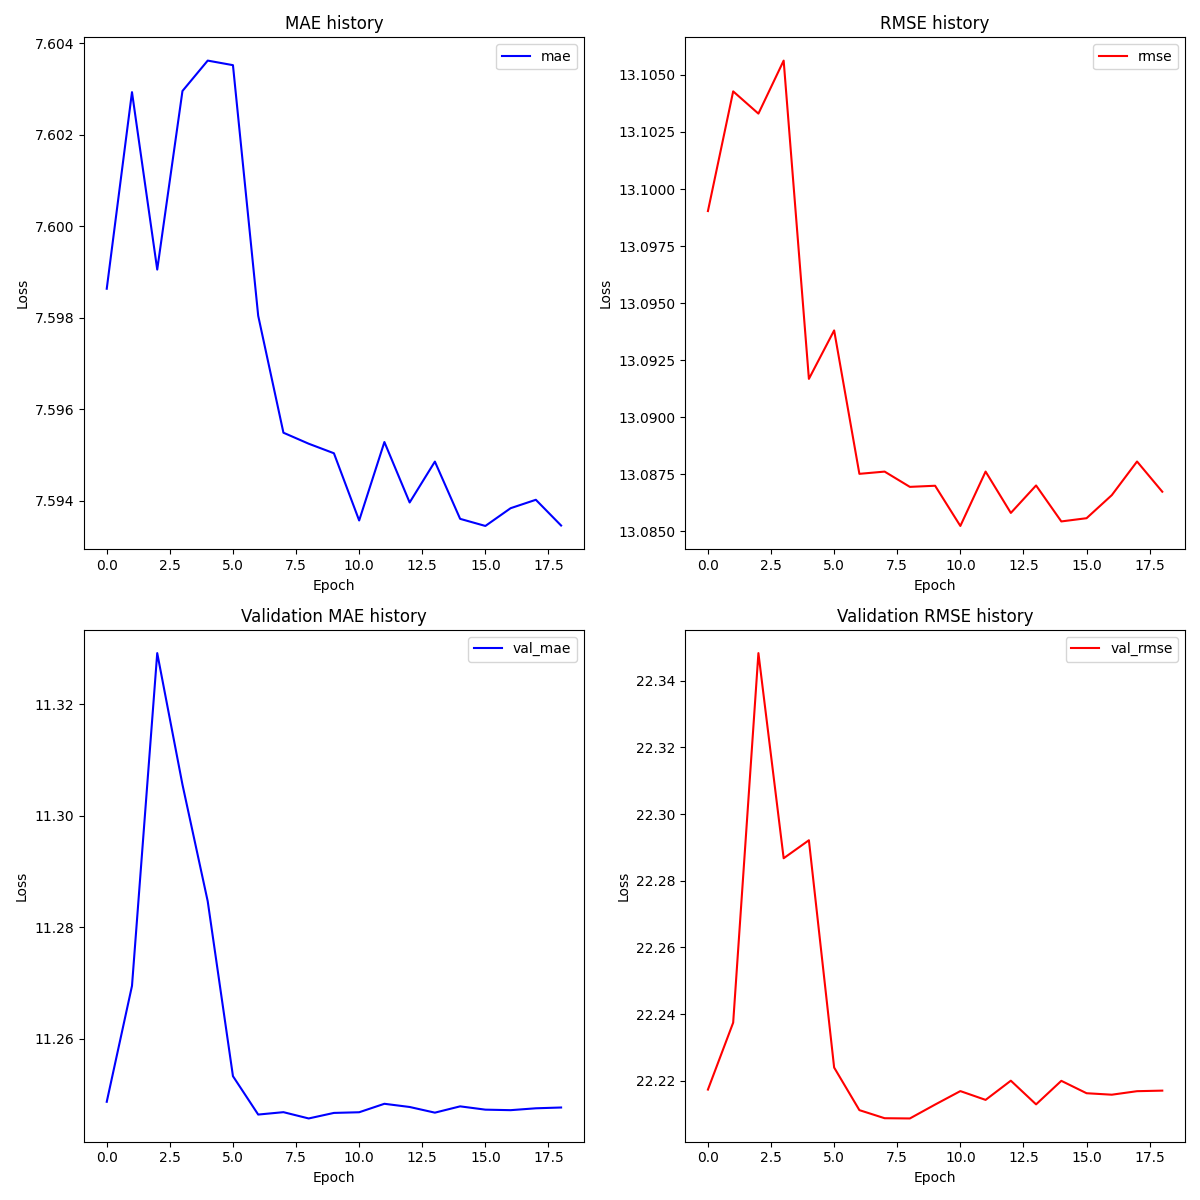 MAE history
7.604
7.602
7.600
7.598
7.596
7.594
Loss
mae
0.0 2.5 5.0 7.5 10.0 12.5 15.0 17.5
Epoch
RMSE history
13.1050
13.1025
13.1000
13.0975
13.0950
13.0925
13.0900
13.0875
13.0850
Loss
rmse
0.0 2.5 5.0 7.5 10.0 12.5 15.0 17.5
Epoch
Validation MAE history
11.32
11.30
11.28
11.26
Loss
val_mae
0.0 2.5 5.0 7.5 10.0 12.5 15.0 17.5
Epoch
Validation RMSE history
22.34
22.32
22.30
22.28
22.26
22.24
22.22
Loss
val_rmse
0.0 2.5 5.0 7.5 10.0 12.5 15.0 17.5
Epoch